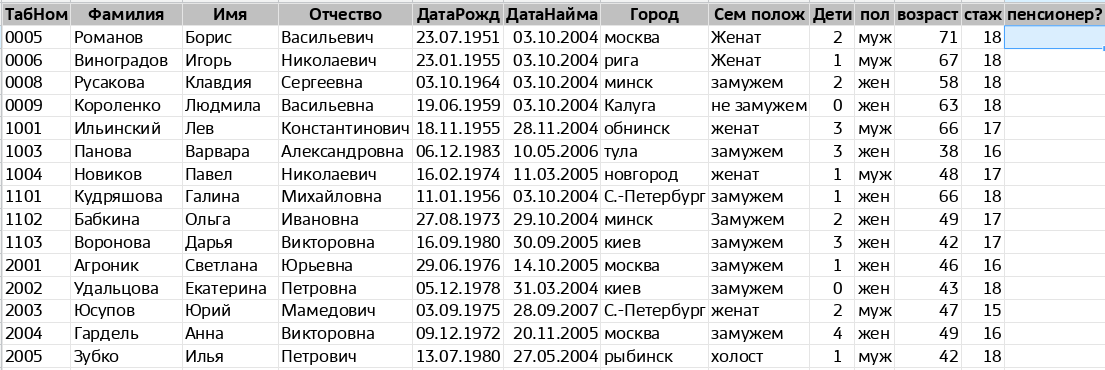 ТабНом Фамилия Имя Отчество ДатаРожд ДатаНайма Город Сем полож Дети пол возраст стаж пенсионер?
0005 Романов Борис Васильевич 23.07.1951 03.10.2004 москва Женат 2 муж 71 18
0006 Виноградов Игорь Николаевич 23.01.1955 03.10.2004 рига Женат 1 муж 67 18
0008 Русакова Клавдия Сергеевна 03.10.1964 03.10.2004 минск замужем 2 жен 58 18
0009 Короленко Людмила Васильевна 19.06.1959 03.10.2004 Калуга не замужем 0 жен 63 18
1001 Ильинский Лев Константинович 18.11.1955 28.11.2004 обнинск женат 3 муж 66 17
1003 Панова Варвара Александровна 06.12.1983 10.05.2006 тула замужем 3 жен 38 16
1004 Новиков Павел Николаевич 16.02.1974 11.03.2005 новгород женат 1 муж 48 17
1101 Кудряшова Галина Михайловна 11.01.1956 03.10.2004 С.-Петербург замужем 1 жен 66 18
1102 Бабкина Ольга Ивановна 27.08.1973 29.10.2004 минск Замужем 2 жен 49 17
1103 Воронова Дарья Викторовна 16.09.1980 30.09.2005 киев замужем 3 жен 42 17
2001 Агроник Светлана Юрьевна 29.06.1976 14.10.2005 москва замужем 1 жен 46 16
2002 Удальцова Екатерина Петровна 05.12.1978 31.03.2004 киев замужем 0 жен 43 18
2003 Юсупов Юрий Мамедович 03.09.1975 28.09.2007 С.-Петербург женат 2 муж 47 15
2004 Гардель Анна Викторовна 09.12.1972 20.11.2005 москва замужем 4 жен 49 16
2005 Зубко Илья Петрович 13.07.1980 27.05.2004 рыбинск холост 1 муж 42 18